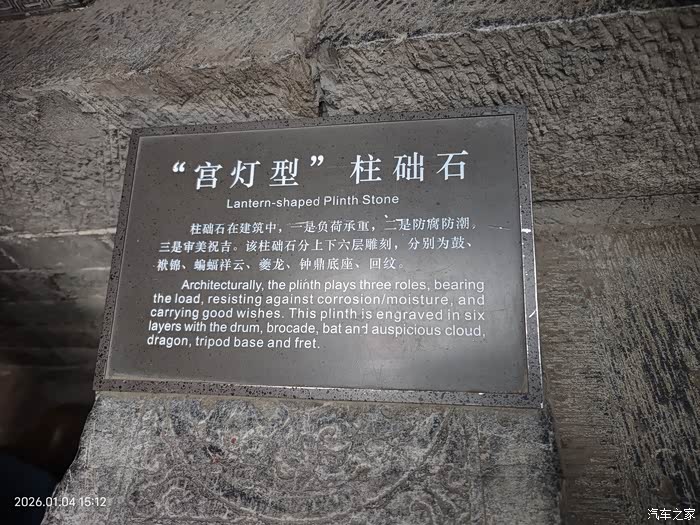 “宫灯型”柱础石
Lantern-shaped Plinth Stone
柱础石在建筑中，一是负荷承重，二是防腐防潮，
三是审美祝吉。该柱础石分上下六层雕刻，分别为鼓、
袱锦、蝙蝠祥云、夔龙、钟鼎底座、回纹。
Architecturally, the plinth plays three roles, bearing
the load, resisting against corrosion/moisture, and
carrying good wishes. This plinth is engraved in six
layers with the drum, brocade, bat and auspicious cloud,
dragon, tripod base and fret.
2026.01.04 15:12
汽车之家